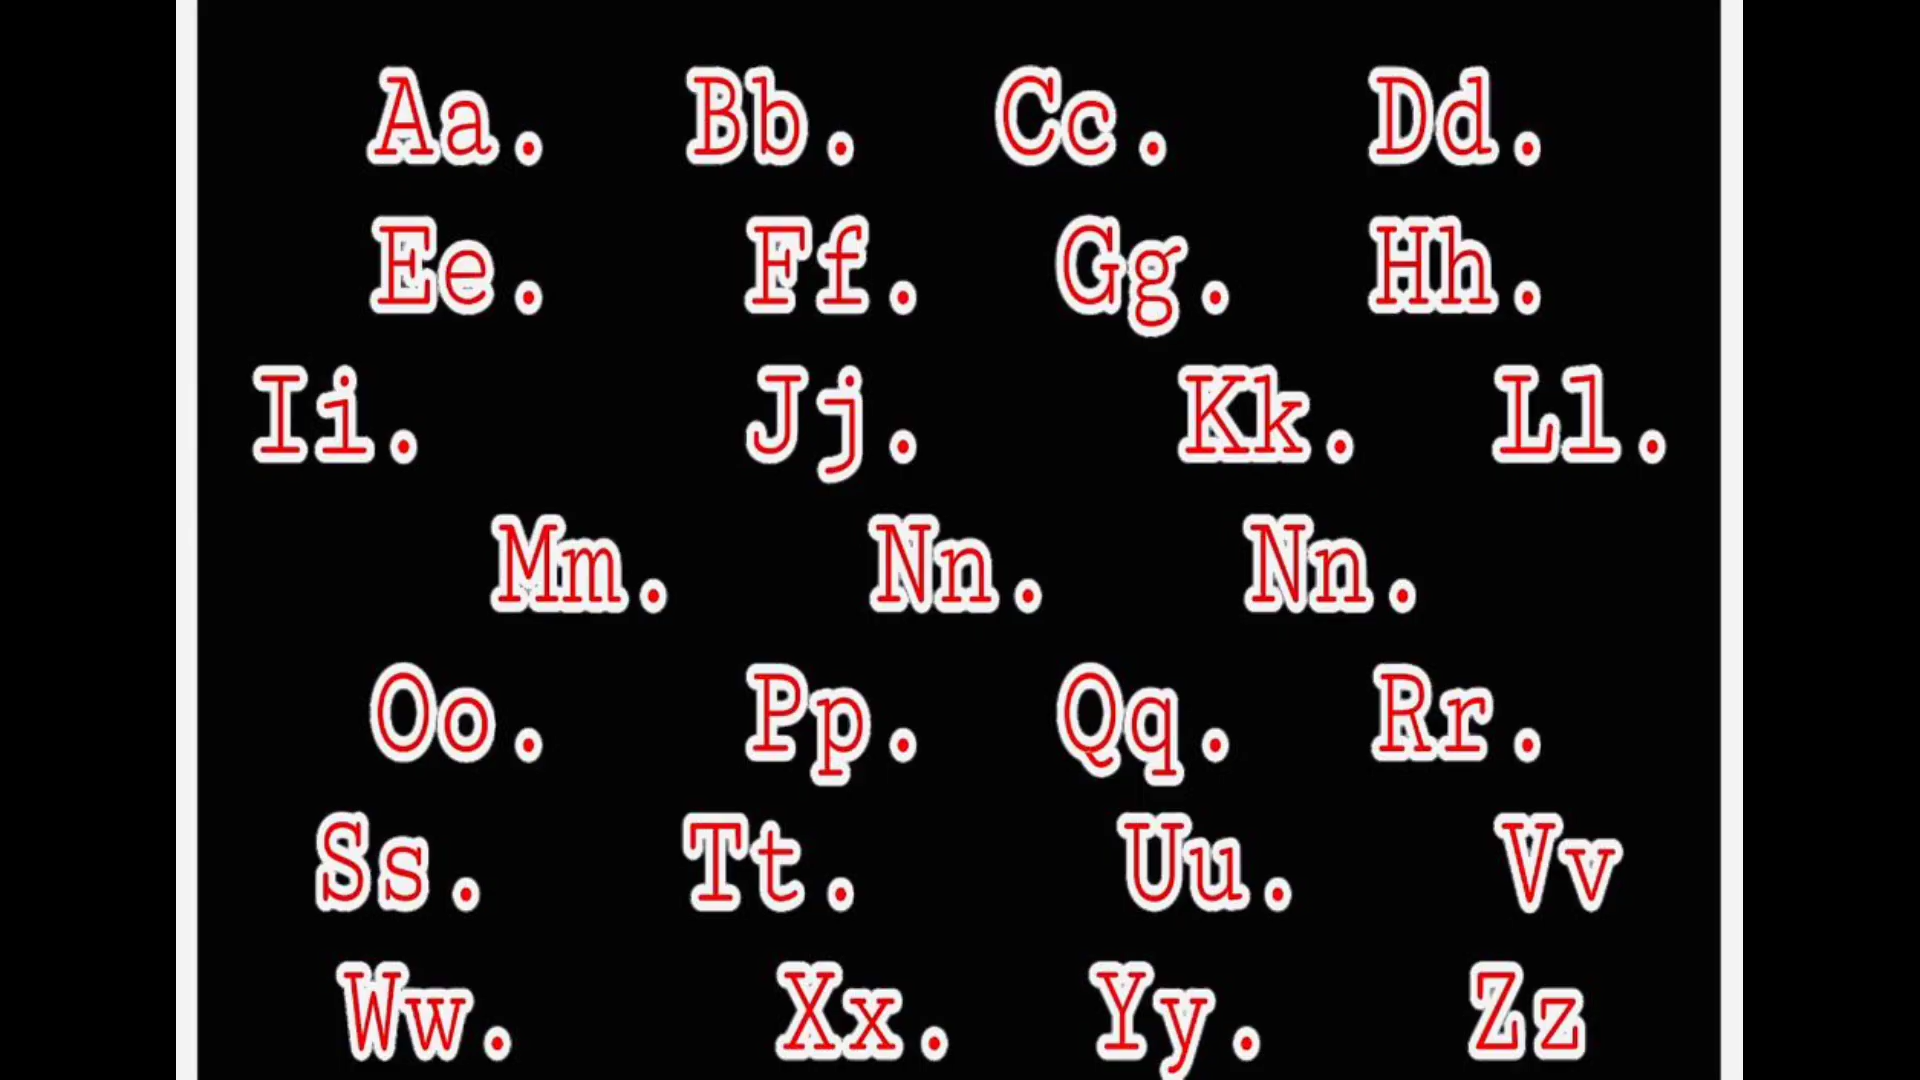 Aa. Bb. Cc. Dd.
Ee. Ff. Gg. Hh.
Ii. Jj. Kk. Ll.
Mm. Nn. Nn.
Oo. Pp. Qq. Rr.
Ss. Tt. Uu. Vv
Ww. Xx. Yy. Zz